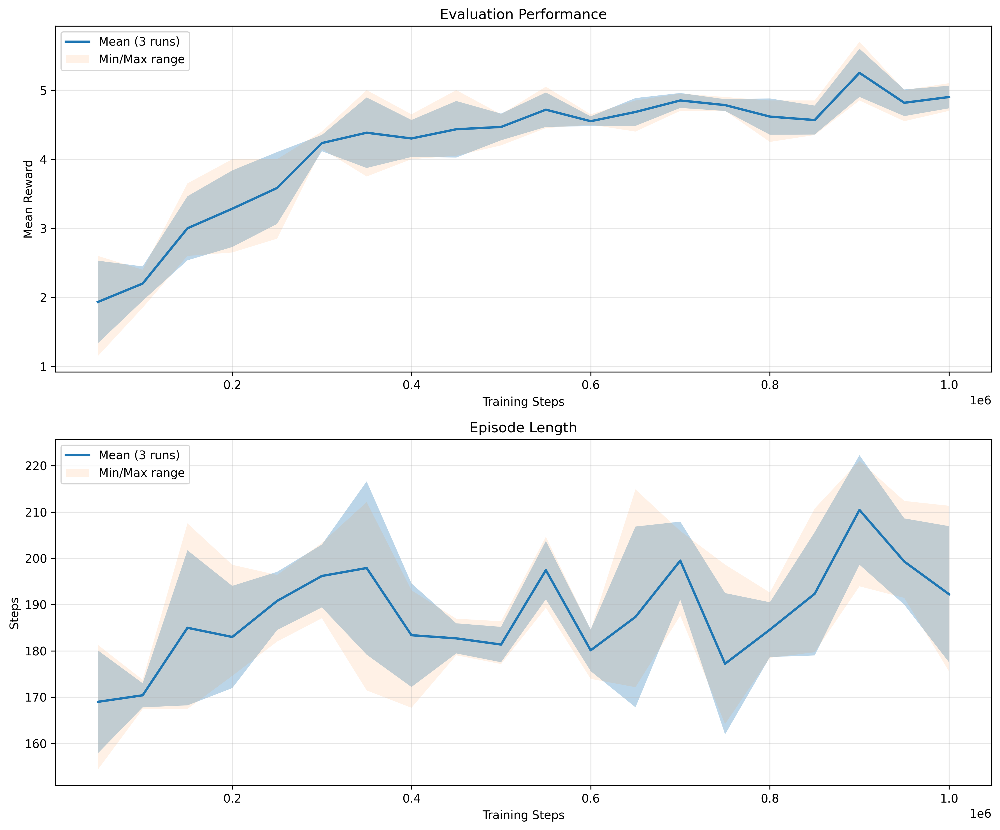 Evaluation Performance
Mean (3 runs)
Min/Max range
Mean Reward
5
4
3
2
1
0.2
0.4
0.6
0.8
1.0
1e6
Training Steps
Episode Length
Mean (3 runs)
Min/Max range
Steps
220
210
200
190
180
170
160
0.2
0.4
0.6
0.8
1.0
1e6
Training Steps